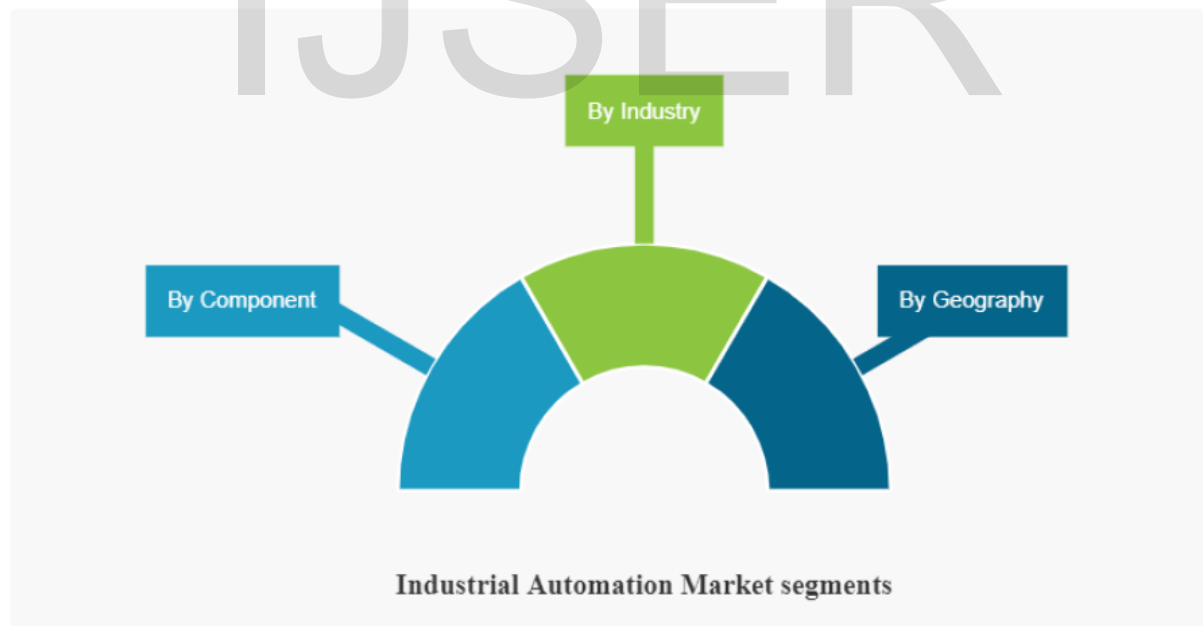 IJSER
By Industry
By Component
By Geography
Industrial Automation Market segments